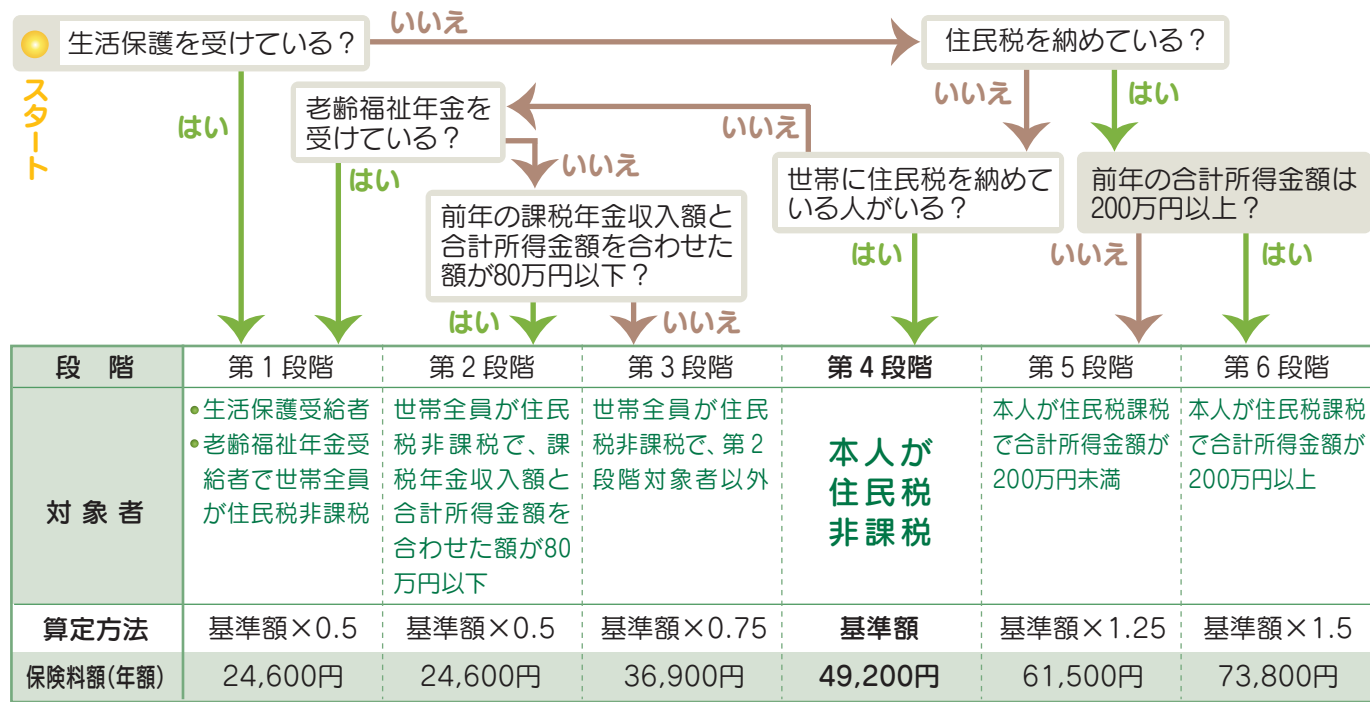 スタート
生活保護を受けている？
いいえ
住民税を納めている？
はい
いいえ
はい
老齢福祉年金を
受けている？
いいえ
はい
いいえ
世帯に住民税を納めて
いる人がいる？
前年の合計所得金額は
200万円以上？
前年の課税年金収入額と
合計所得金額を合わせた
額が80万円以下？
はい
いいえ
はい
いいえ
はい
段階 第1段階 第2段階 第3段階 第4段階 第5段階 第6段階
対象者
●生活保護受給者
●老齢福祉年金受
給者で世帯全員
が住民税非課税
世帯全員が住民
税非課税で、課
税年金収入額と
合計所得金額を
合わせた額が80
万円以下
世帯全員が住民
税非課税で、第2
段階対象者以外
本人が
住民税
非課税
本人が住民税課税
で合計所得金額が
200万円未満
本人が住民税課税
で合計所得金額が
200万円以上
算定方法 基準額×0.5 基準額×0.5 基準額×0.75 基準額 基準額×1.25 基準額×1.5
保険料額(年額) 24,600円 24,600円 36,900円 49,200円 61,500円 73,800円